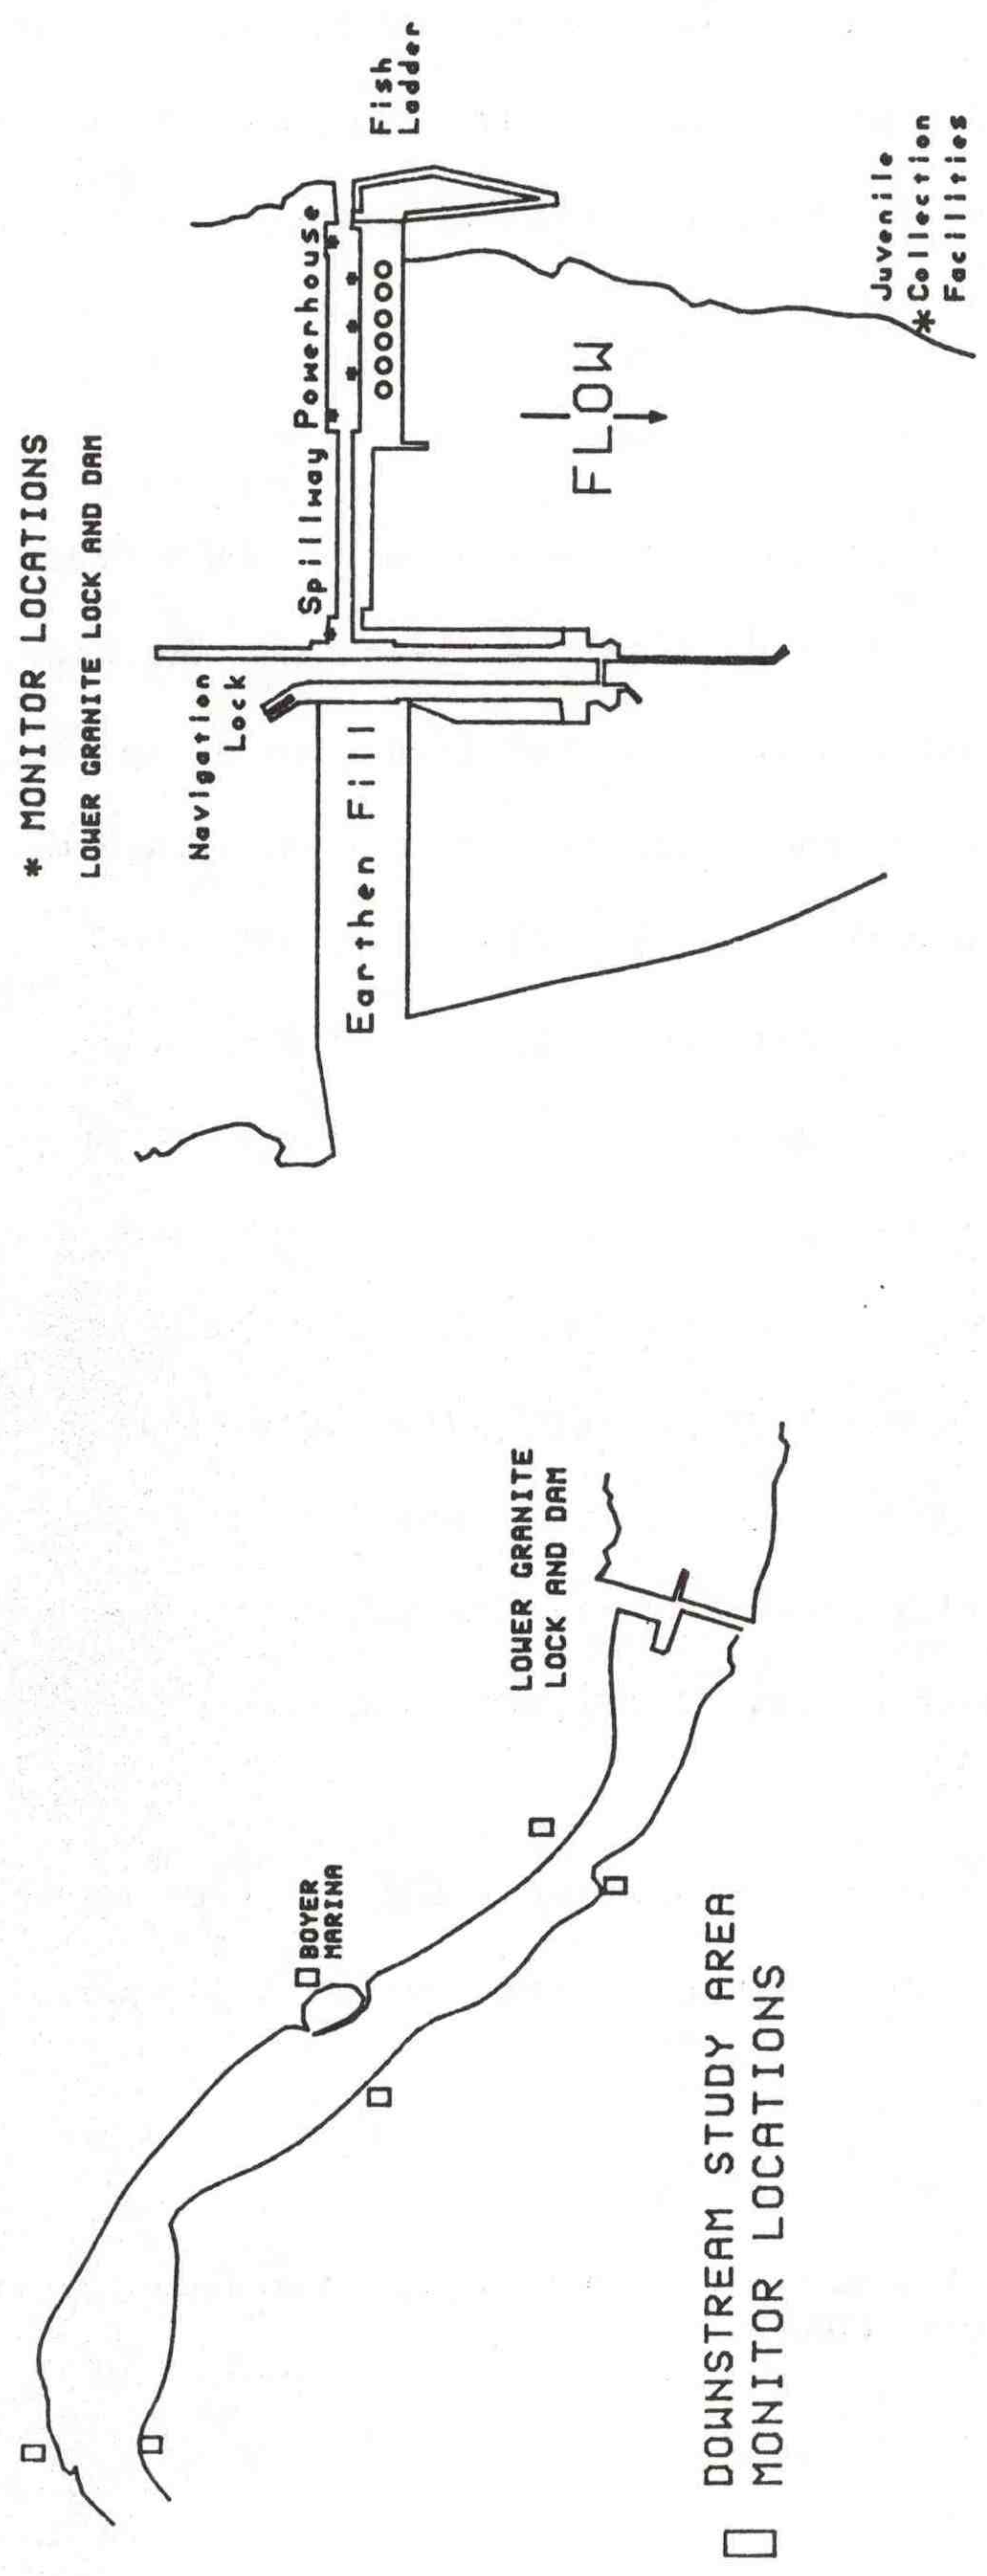 * MONITOR LOCATIONS
LOWER GRANITE LOCK AND DAM
Navigation
Lock
Spillway
Powerhouse
Fish
Ladder
Earthen Fill
FLOW
Juvenile
*Collection
Facilities
LOWER GRANITE
LOCK AND DAM
BOYER
MARINA
DOWNSTREAM STUDY AREA
MONITOR LOCATIONS